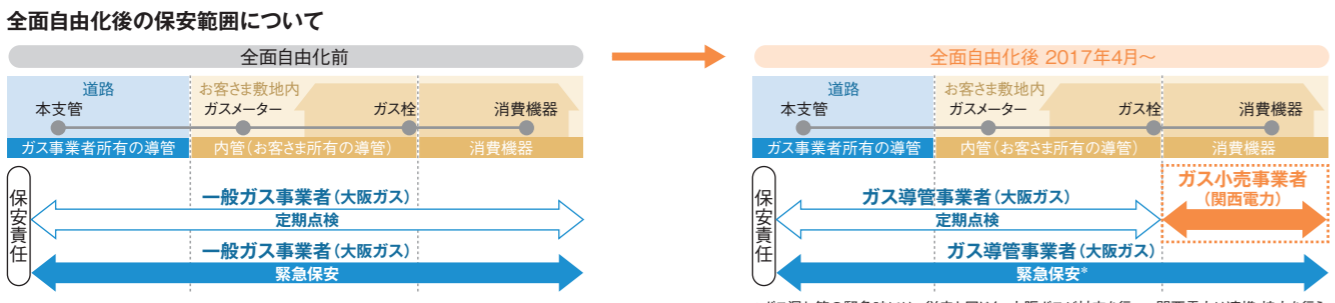 全面自由化後の保安範囲について
全面自由化前
道路
お客さま敷地内
本支管
ガスメーター
ガス栓
消費機器
ガス事業者所有の導管
内管(お客さま所有の導管)
消費機器
保安責任
一般ガス事業者(大阪ガス)
定期点検
一般ガス事業者(大阪ガス)
緊急保安
全面自由化後 2017年4月～
道路
お客さま敷地内
本支管
ガスメーター
ガス栓
消費機器
ガス事業者所有の導管
内管(お客さま所有の導管)
消費機器
保安責任
ガス導管事業者(大阪ガス)
定期点検
ガス小売事業者
(関西電力)
ガス導管事業者(大阪ガス)
緊急保安*